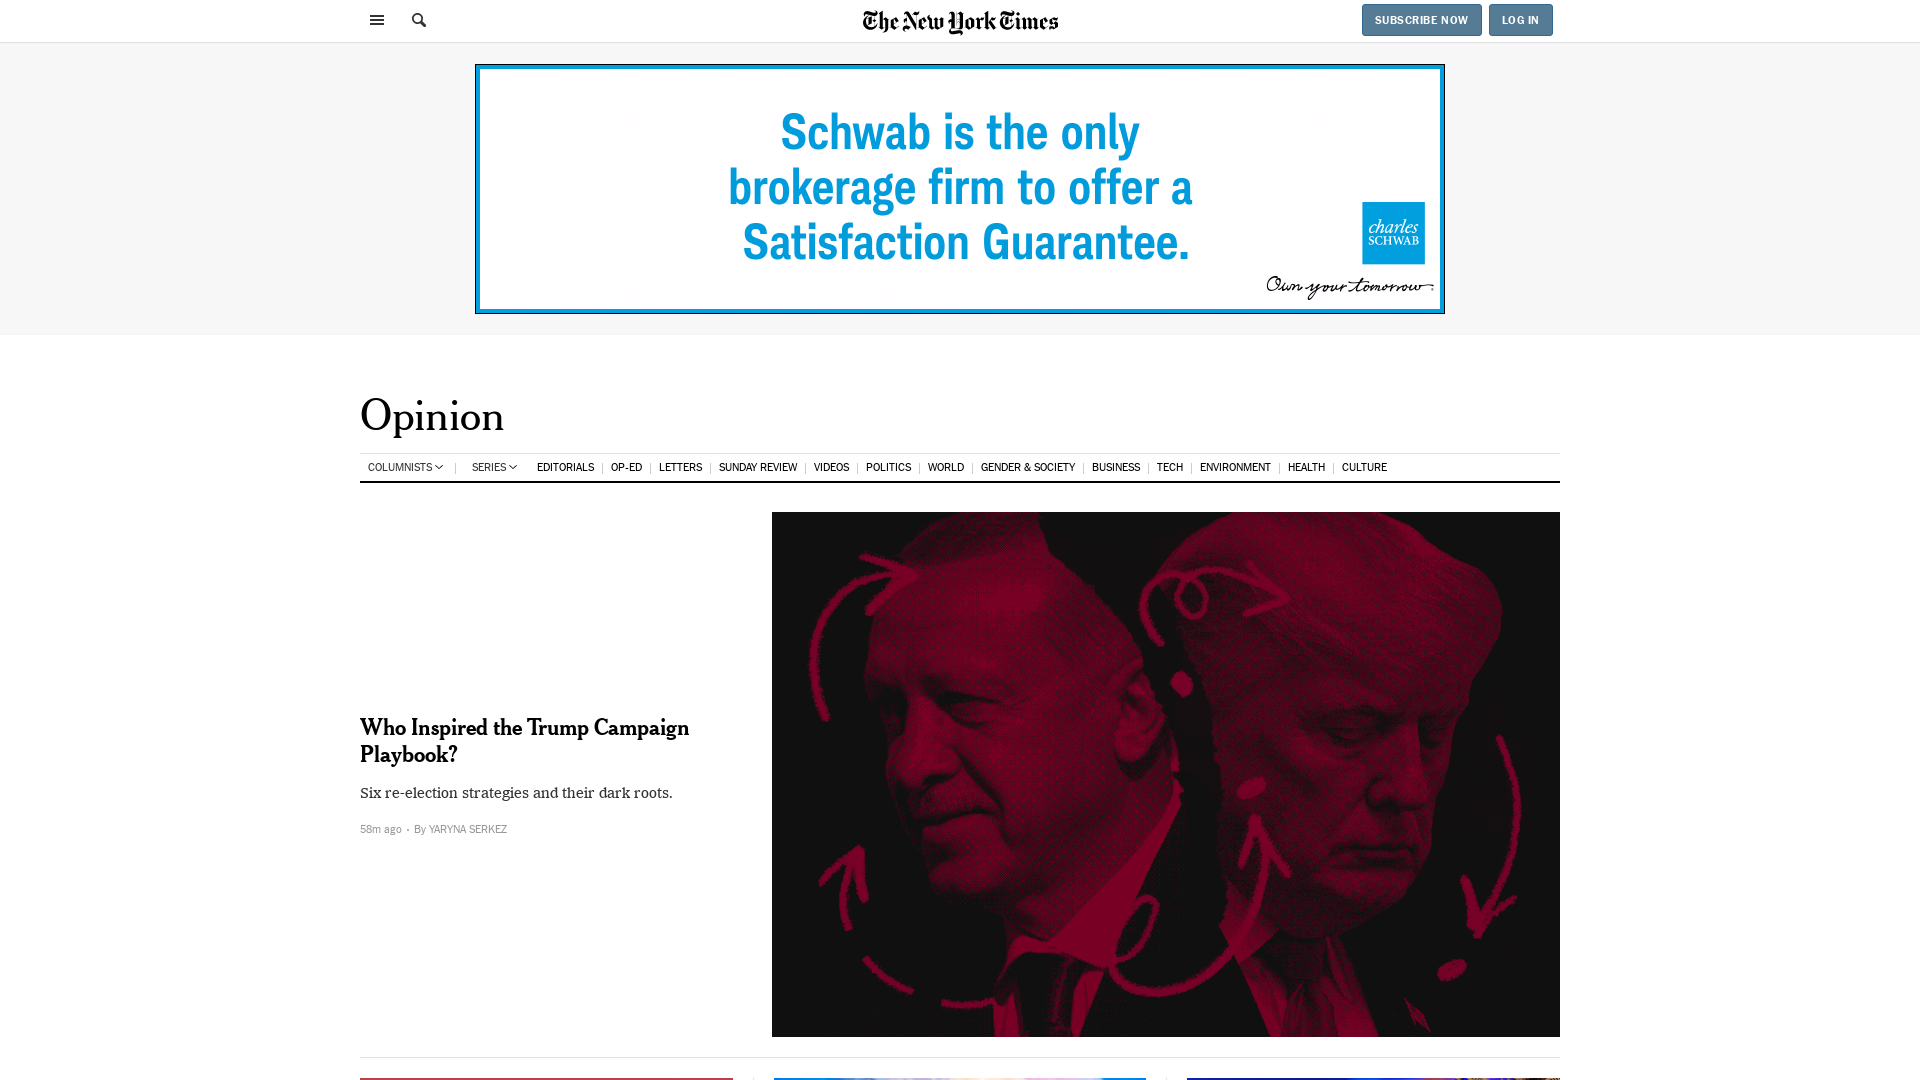 The New York Times
SUBSCRIBE NOW
LOG IN
Schwab is the only
brokerage firm to offer a
Satisfaction Guarantee.
charles
SCHWAB
Own your tomorrow
Opinion
COLUMNISTS
SERIES
EDITORIALS
OP-ED
LETTERS
SUNDAY REVIEW
VIDEOS
POLITICS
WORLD
GENDER & SOCIETY
BUSINESS
TECH
ENVIRONMENT
HEALTH
CULTURE
Who Inspired the Trump Campaign
Playbook?
Six re-election strategies and their dark roots.
58m ago · By YARYNA SERKEZ